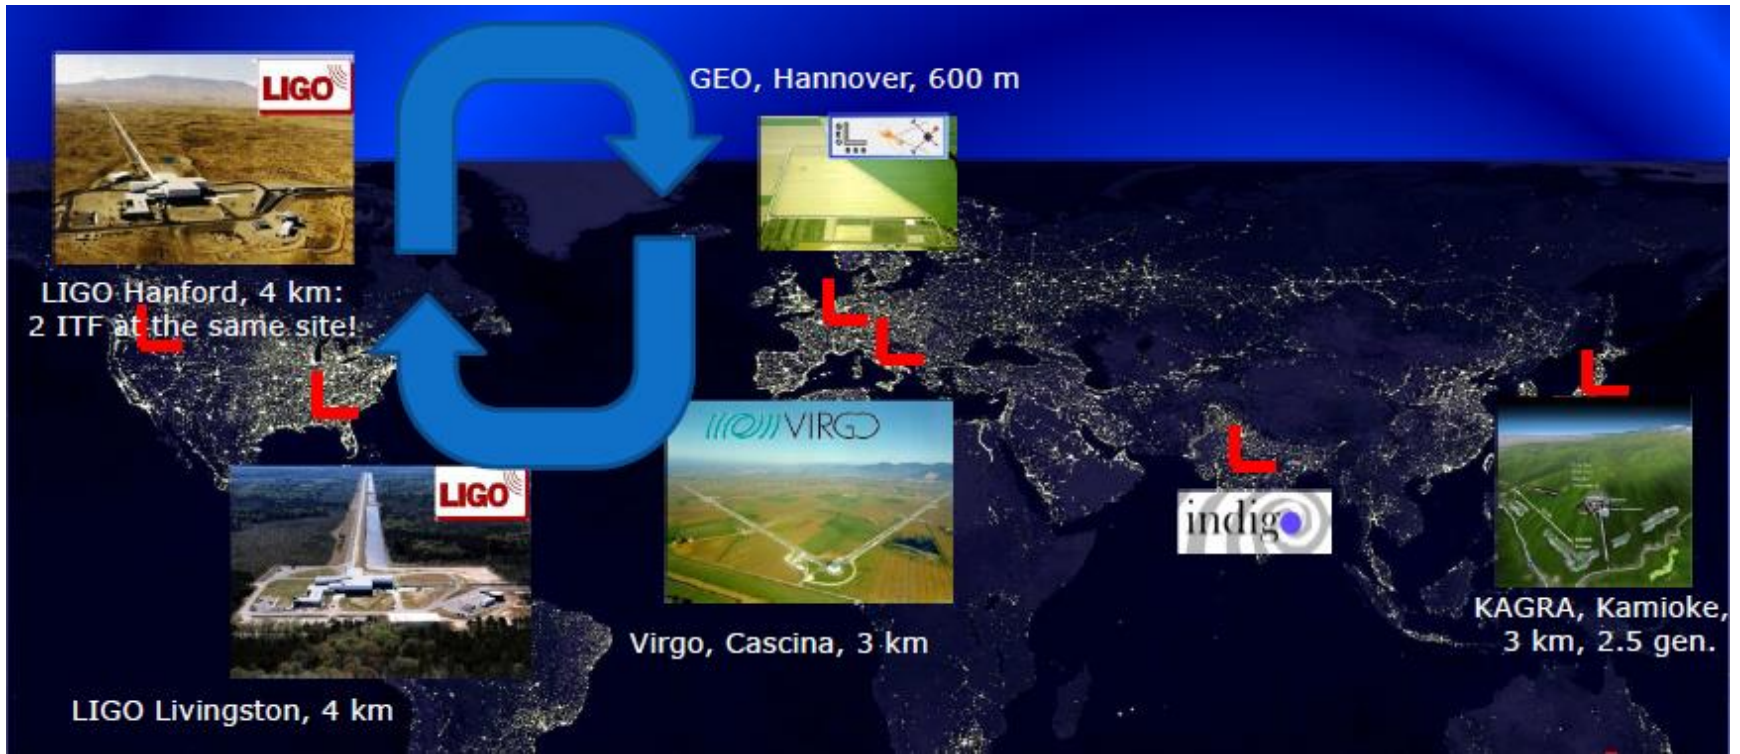 LIGO
GEO, Hannover, 600 m
LIGO Hanford, 4 km:
2 ITF at the same site!
VIRGO
LIGO
indigo
KAGRA, Kamioke,
3 km, 2.5 gen.
Virgo, Cascina, 3 km
LIGO Livingston, 4 km